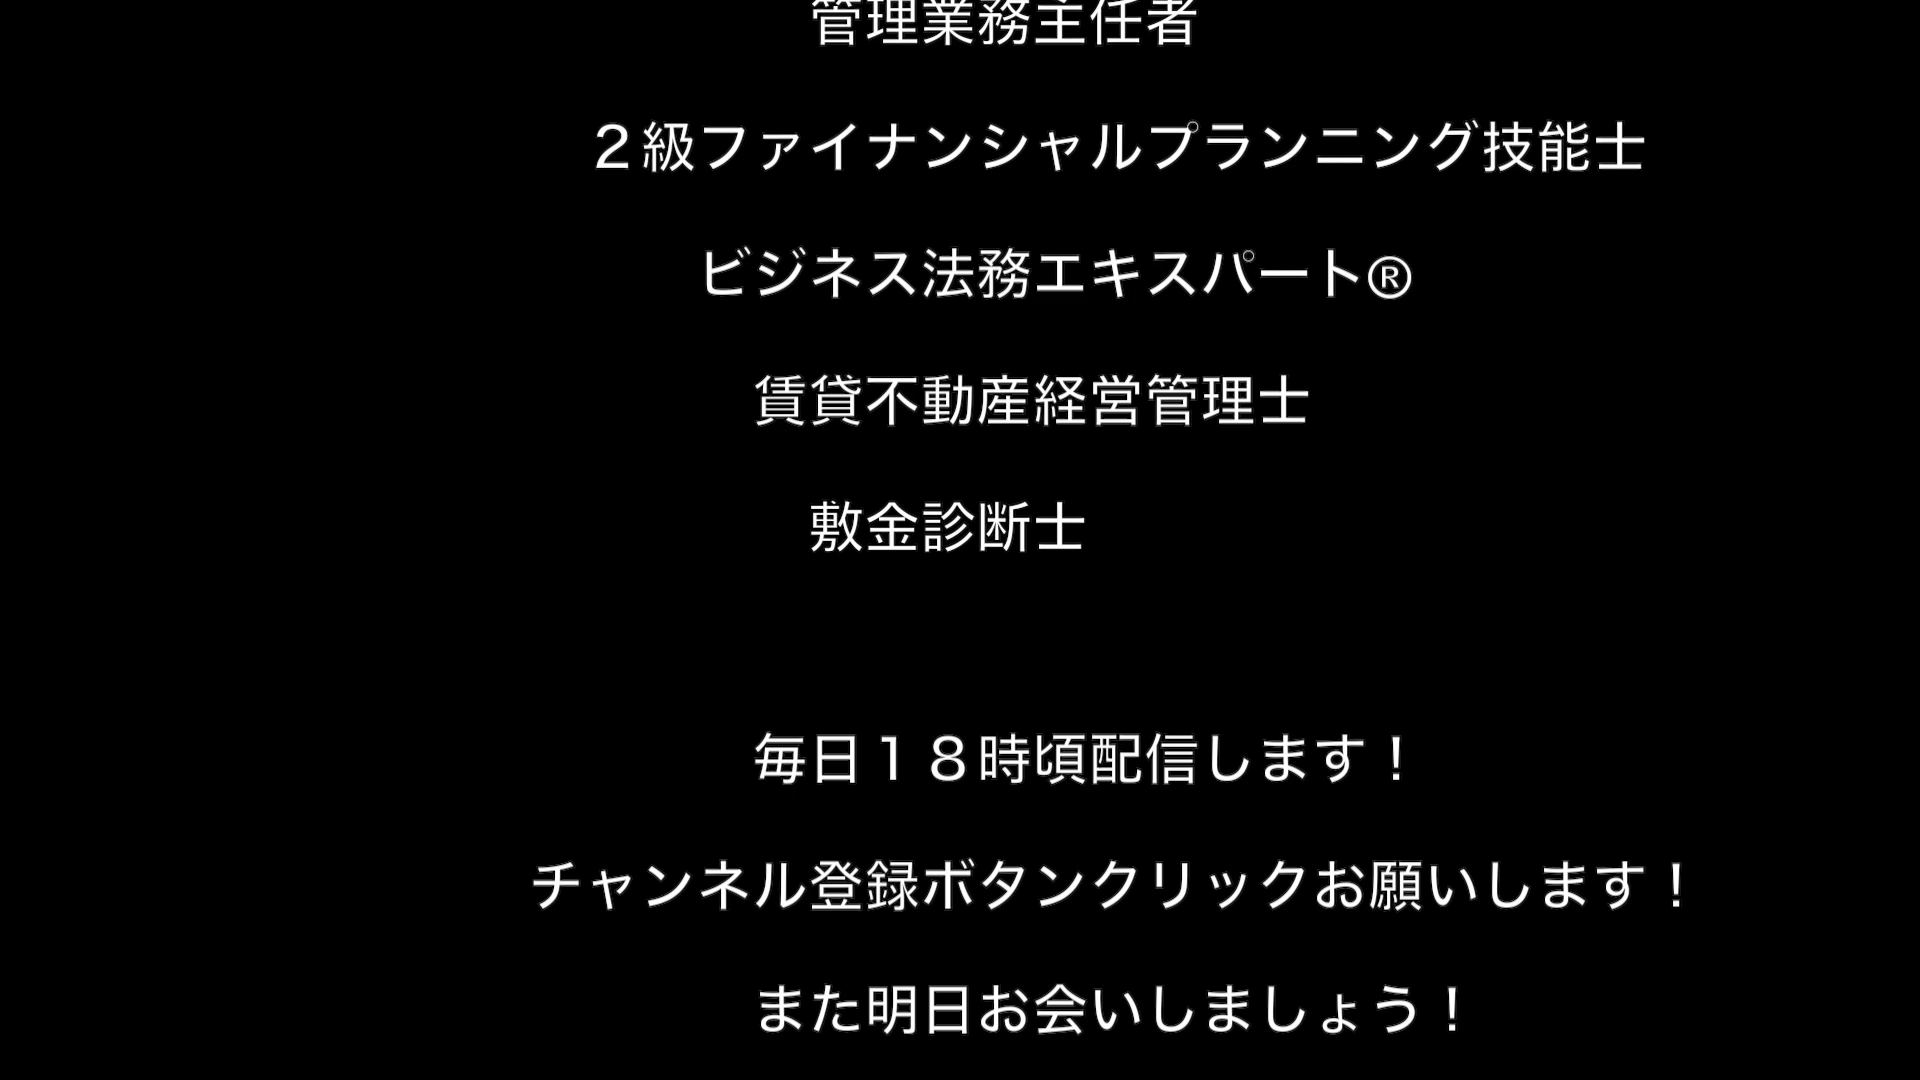 管理業務主任者
２級ファイナンシャルプランニング技能士
ビジネス法務エキスパート®
賃貸不動産経営管理士
敷金診断士
毎日１８時頃配信します！
チャンネル登録ボタンクリックお願いします！
また明日お会いしましょう！